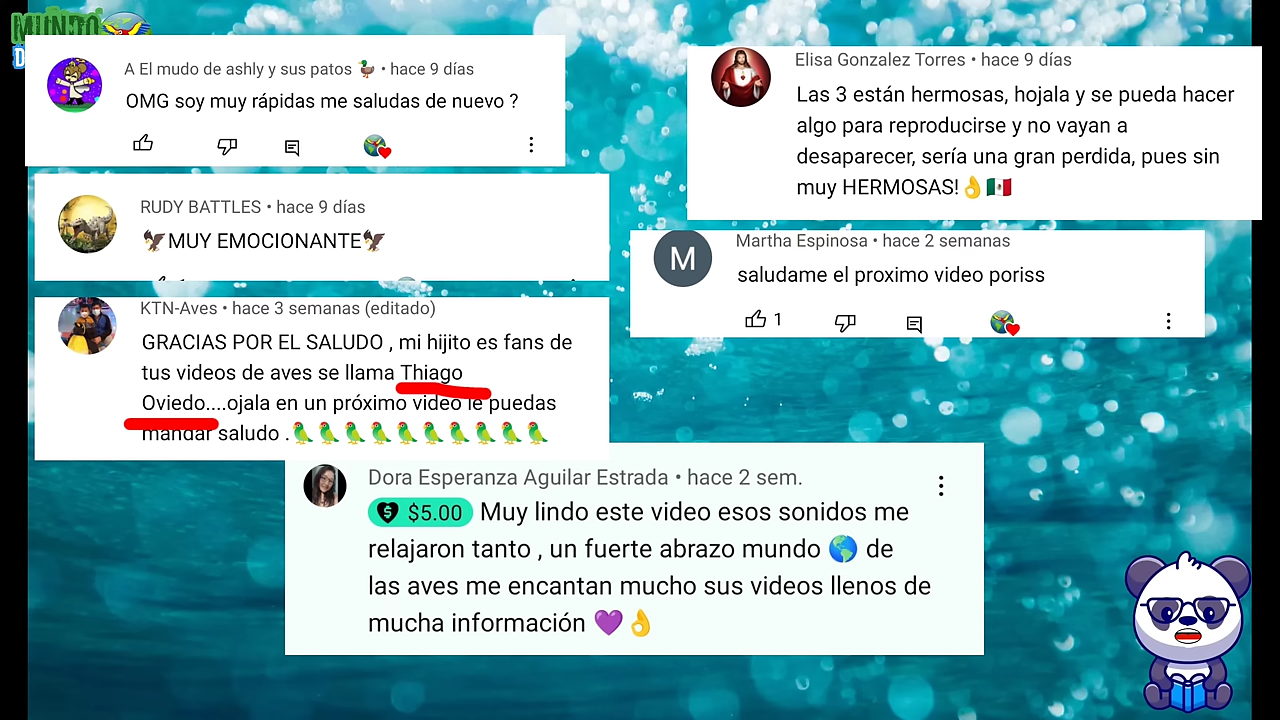 MUNDO
D
A El mudo de ashly y sus patos 🦆 • hace 9 días
OMG soy muy rápidas me saludas de nuevo ?
RUDY BATTLES • hace 9 días
🦅MUY EMOCIONANTE🦅
KTN-Aves • hace 3 semanas (editado)
GRACIAS POR EL SALUDO , mi hijito es fans de
tus videos de aves se llama Thiago
Oviedo....ojala en un próximo video le puedas
mandar saludo .🦜🦜🦜🦜🦜🦜🦜🦜🦜🦜
Elisa Gonzalez Torres • hace 9 días
Las 3 están hermosas, hojala y se pueda hacer
algo para reproducirse y no vayan a
desaparecer, sería una gran perdida, pues sin
muy HERMOSAS!👌🇲🇽
M
Martha Espinosa • hace 2 semanas
saludame el proximo video poriss
1
Dora Esperanza Aguilar Estrada • hace 2 sem.
$5.00 Muy lindo este video esos sonidos me
relajaron tanto , un fuerte abrazo mundo 🌎 de
las aves me encantan mucho sus videos llenos de
mucha información 💜👌